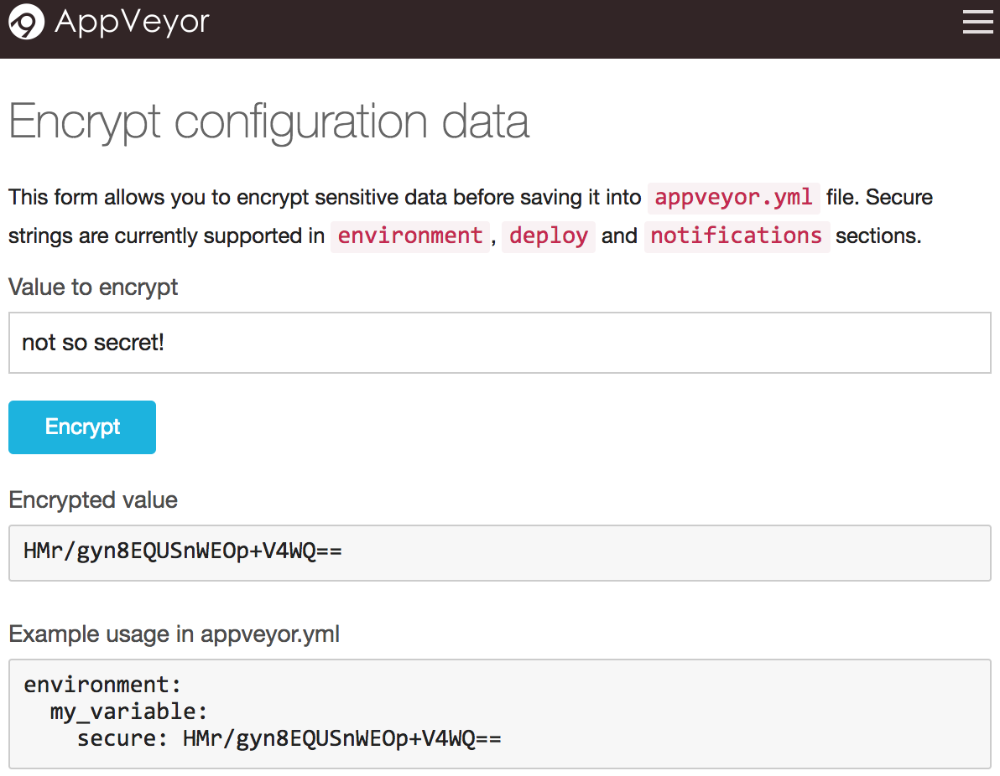 AppVeyor
Encrypt configuration data
This form allows you to encrypt sensitive data before saving it into appveyor.yml file. Secure
strings are currently supported in environment , deploy and notifications sections.
Value to encrypt
not so secret!
Encrypt
Encrypted value
HMr/gyn8EQUSnWEOp+V4WQ==
Example usage in appveyor.yml
environment:
  my_variable:
    secure: HMr/gyn8EQUSnWEOp+V4WQ==